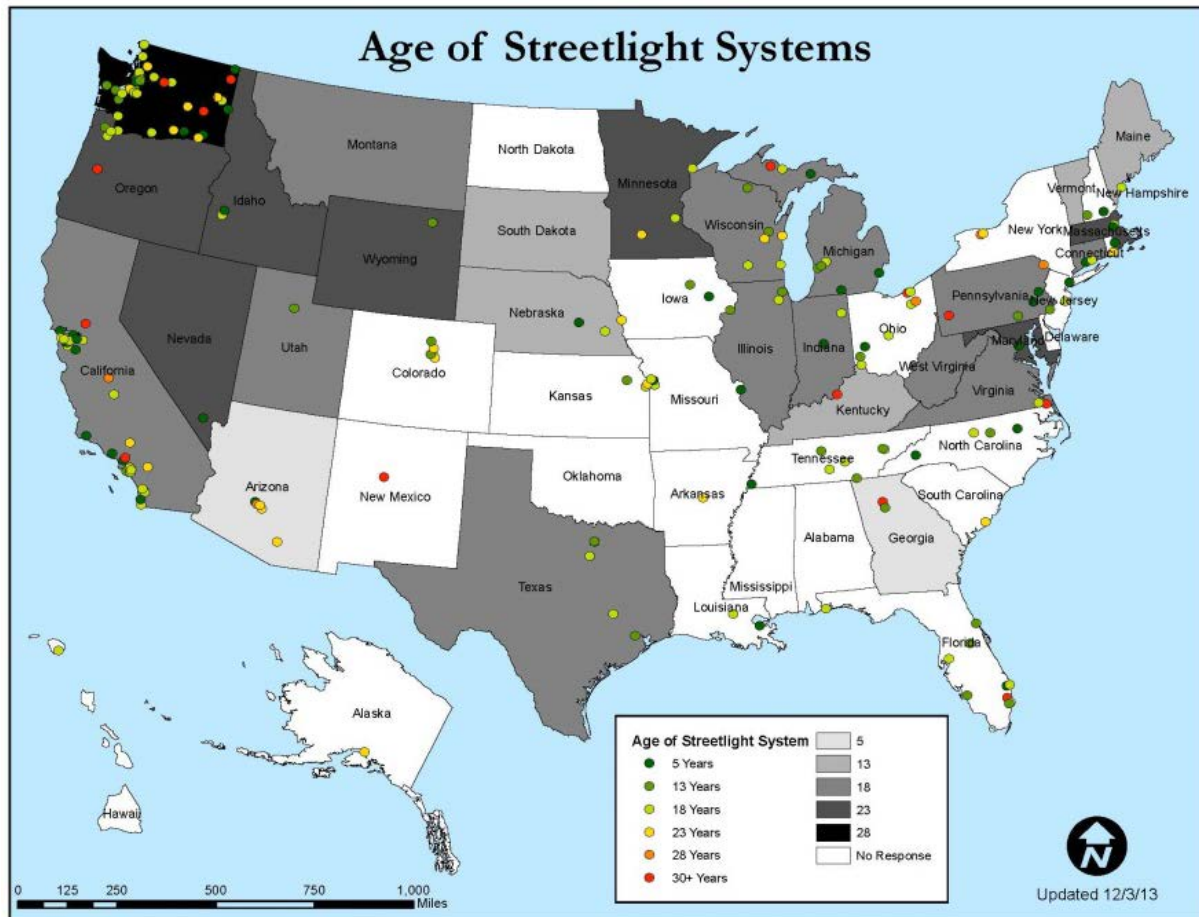 Age of Streetlight Systems
Maine
North Dakota
Montana
Vermont
New Hampshire
Minnesota
Oregon
Idaho
Wisconsin
New York
Massachusetts
South Dakota
Michigan
Connecticut
Wyoming
Iowa
Pennsylvania
New Jersey
Nebraska
Ohio
Nevada
Utah
Illinois
Indiana
Maryland
Delaware
California
Colorado
West Virginia
Kansas
Missouri
Virginia
Kentucky
North Carolina
Tennessee
Arizona
Oklahoma
New Mexico
Arkansas
South Carolina
Alabama
Georgia
Mississippi
Texas
Louisiana
Florida
Alaska
Hawaii
Age of Streetlight System
5 Years
13 Years
18 Years
23 Years
28 Years
30+ Years
5
13
18
23
28
No Response
N
Updated 12/3/13
0 125 250 500 750 1,000
Miles